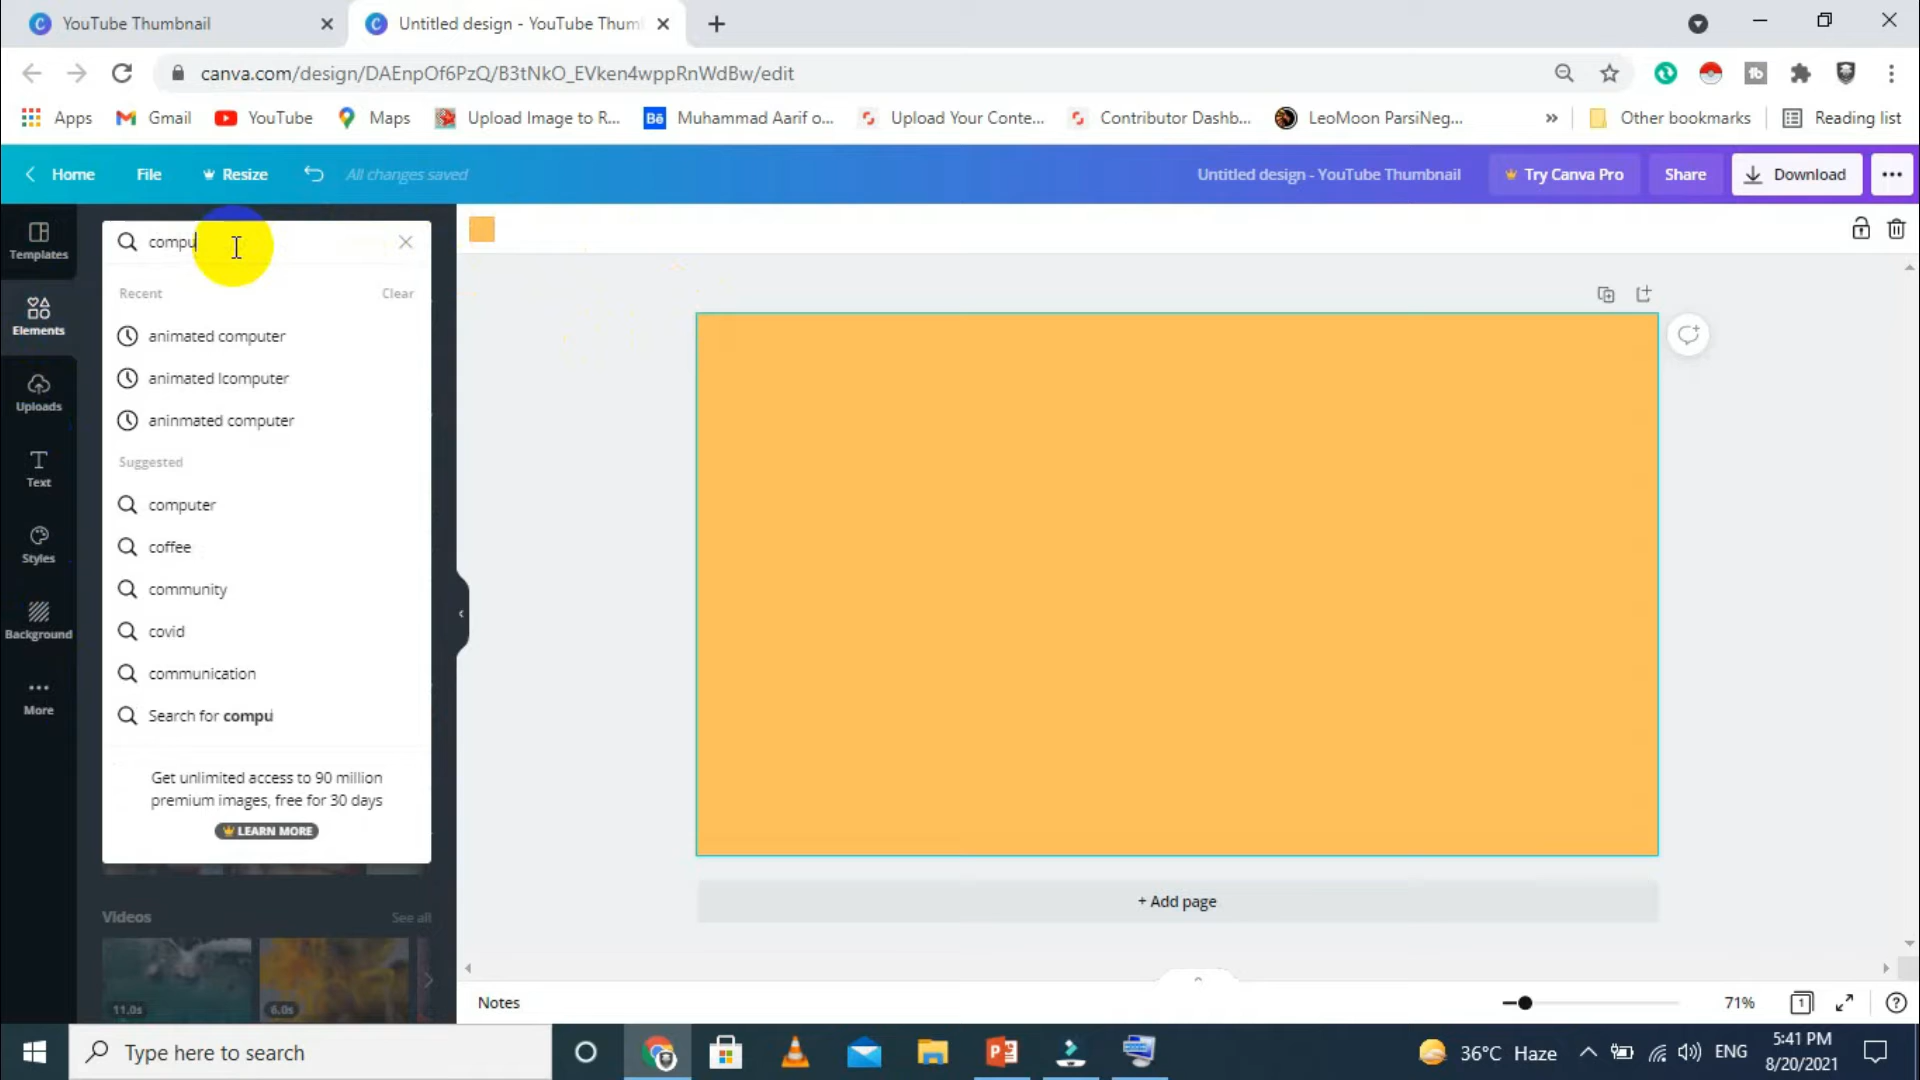 YouTube Thumbnail
Untitled design - YouTube Thum
canva.com/design/DAEnpOf6PzQ/B3tNkO_EVken4wppRnWdBw/edit
Apps Gmail YouTube Maps Upload Image to R... Muhammad Aarif o... Upload Your Conte... Contributor Dashb... LeoMoon ParsiNeg... » Other bookmarks Reading list
Home File Resize All changes saved Untitled design - YouTube Thumbnail Try Canva Pro Share Download
Templates
Elements
Uploads
Text
Styles
Background
More
compu
Recent Clear
animated computer
animated lcomputer
aninmated computer
Suggested
computer
coffee
community
covid
communication
Search for compu
Get unlimited access to 90 million
premium images, free for 30 days
LEARN MORE
Videos See all
11.0s 6.0s
+ Add page
Notes 71% 1
Type here to search
36°C Haze ENG
5:41 PM
8/20/2021